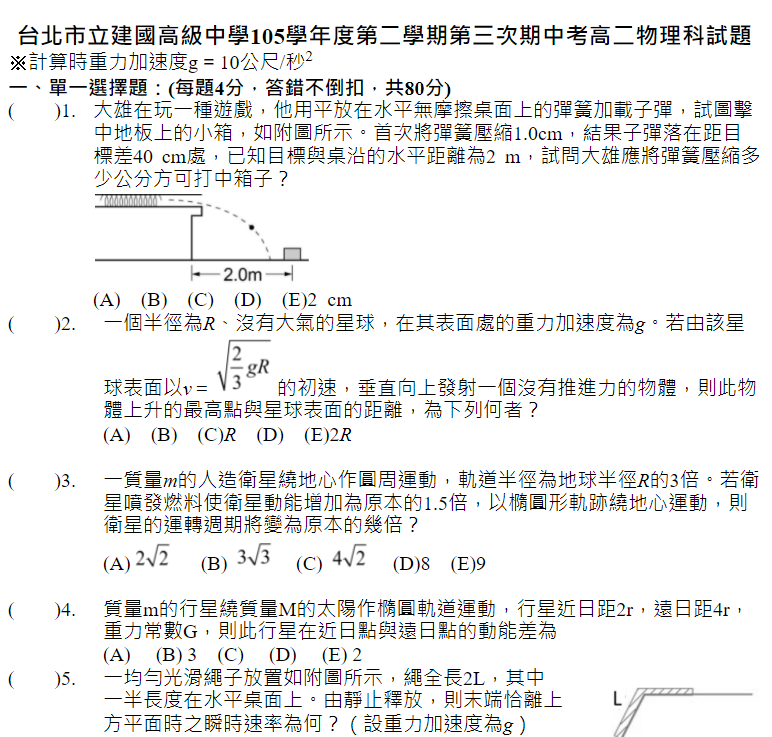 台北市立建國高級中學105學年度第二學期第三次期中考高二物理科試題
※計算時重力加速度g = 10公尺/秒²
一、單一選擇題：(每題4分．答錯不倒扣．共80分)
( )1. 大雄在玩一種遊戲，他用平放在水平無摩擦桌面上的彈簧加載子彈，試圖擊
中地板上的小箱，如附圖所示。首次將彈簧壓縮1.0cm，結果子彈落在距目
標差40 cm處，已知目標與桌沿的水平距離為2 m，試問大雄應將彈簧壓縮多
少公分方可打中箱子？
2.0m
(A) (B) (C) (D) (E)2 cm
( )2. 一個半徑為R、沒有大氣的星球，在其表面處的重力加速度為g。若由該星
球表面以v = √(2/3 gR) 的初速，垂直向上發射一個沒有推進力的物體，則此物
體上升的最高點與星球表面的距離，為下列何者？
(A) (B) (C)R (D) (E)2R
( )3. 一質量m的人造衛星繞地心作圓周運動，軌道半徑為地球半徑R的3倍。若衛
星噴發燃料使衛星動能增加為原本的1.5倍，以橢圓形軌跡繞地心運動，則
衛星的運轉週期將變為原本的幾倍？
(A) 2√2 (B) 3√3 (C) 4√2 (D)8 (E)9
( )4. 質量m的行星繞質量M的太陽作橢圓軌道運動，行星近日距2r，遠日距4r，
重力常數G，則此行星在近日點與遠日點的動能差為
(A) (B) 3 (C) (D) (E) 2
( )5. 一均勻光滑繩子放置如附圖所示，繩全長2L，其中
一半長度在水平桌面上。由靜止釋放，則末端恰離上
方平面時之瞬時速率為何？（設重力加速度為g）
L